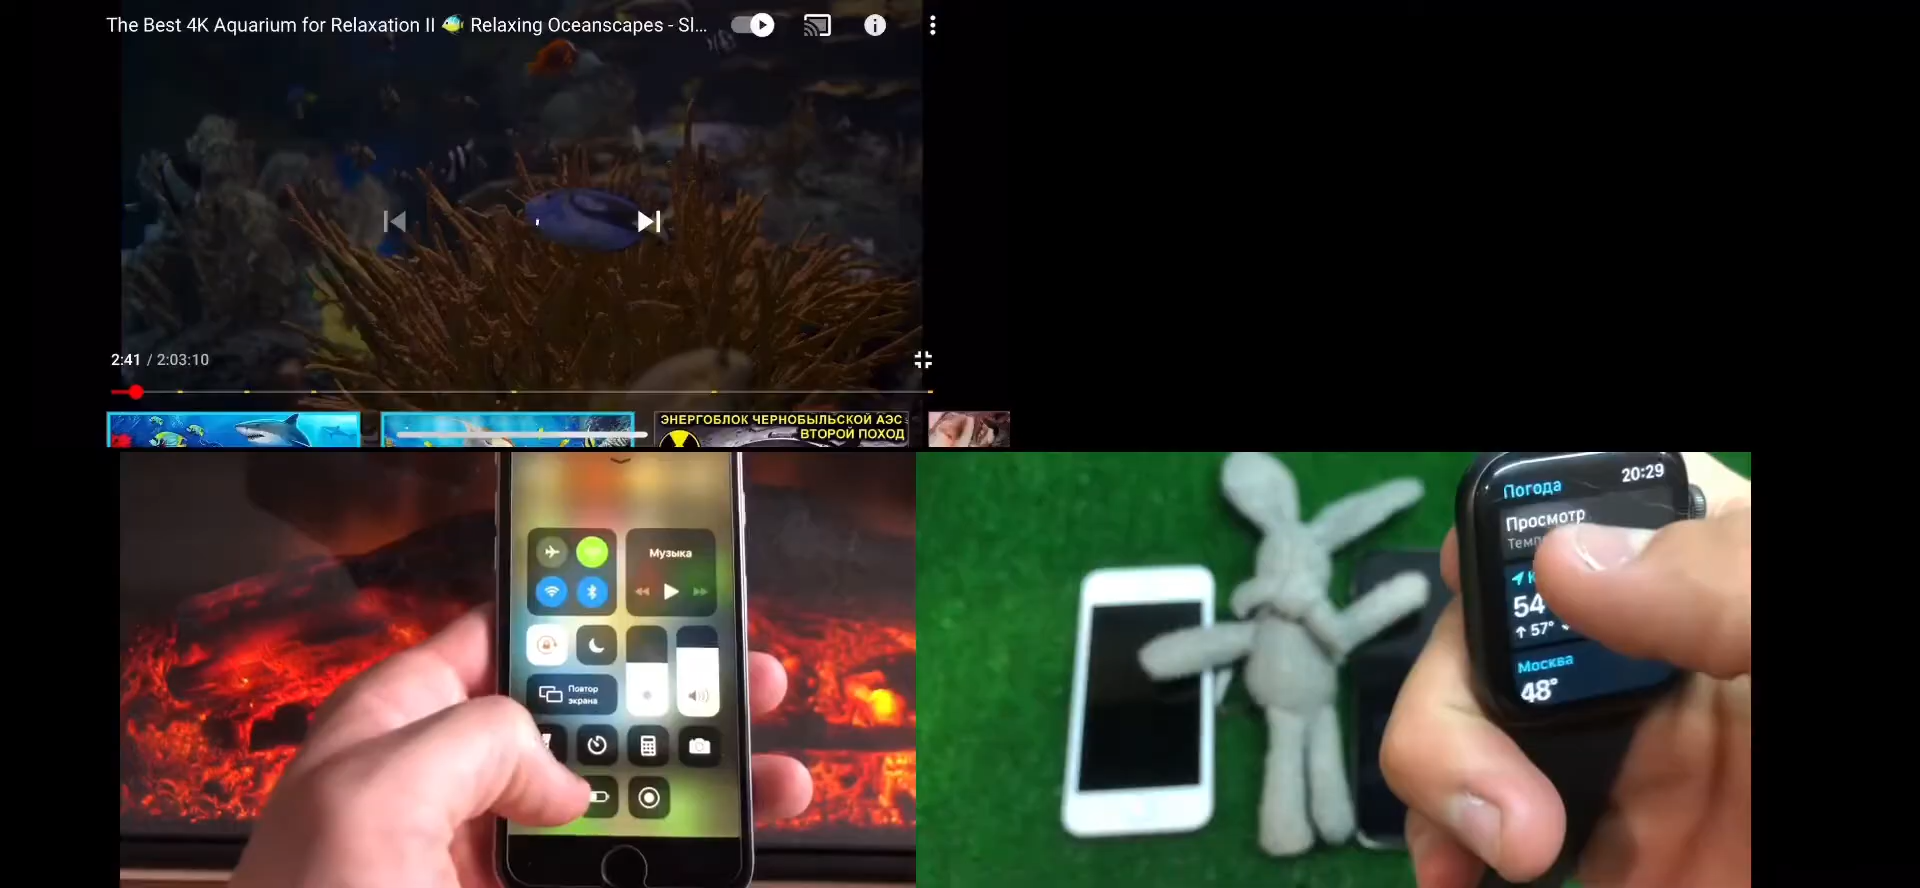 The Best 4K Aquarium for Relaxation II 🐠 Relaxing Oceanscapes - Sl...
2:41 / 2:03:10
ЭНЕРГОБЛОК ЧЕРНОБЫЛЬСКОЙ АЭС
ВТОРОЙ ПОХОД
Музыка
Повтор
экрана
20:29
Погода
Просмотр
54
↑ 57°
Москва
48°